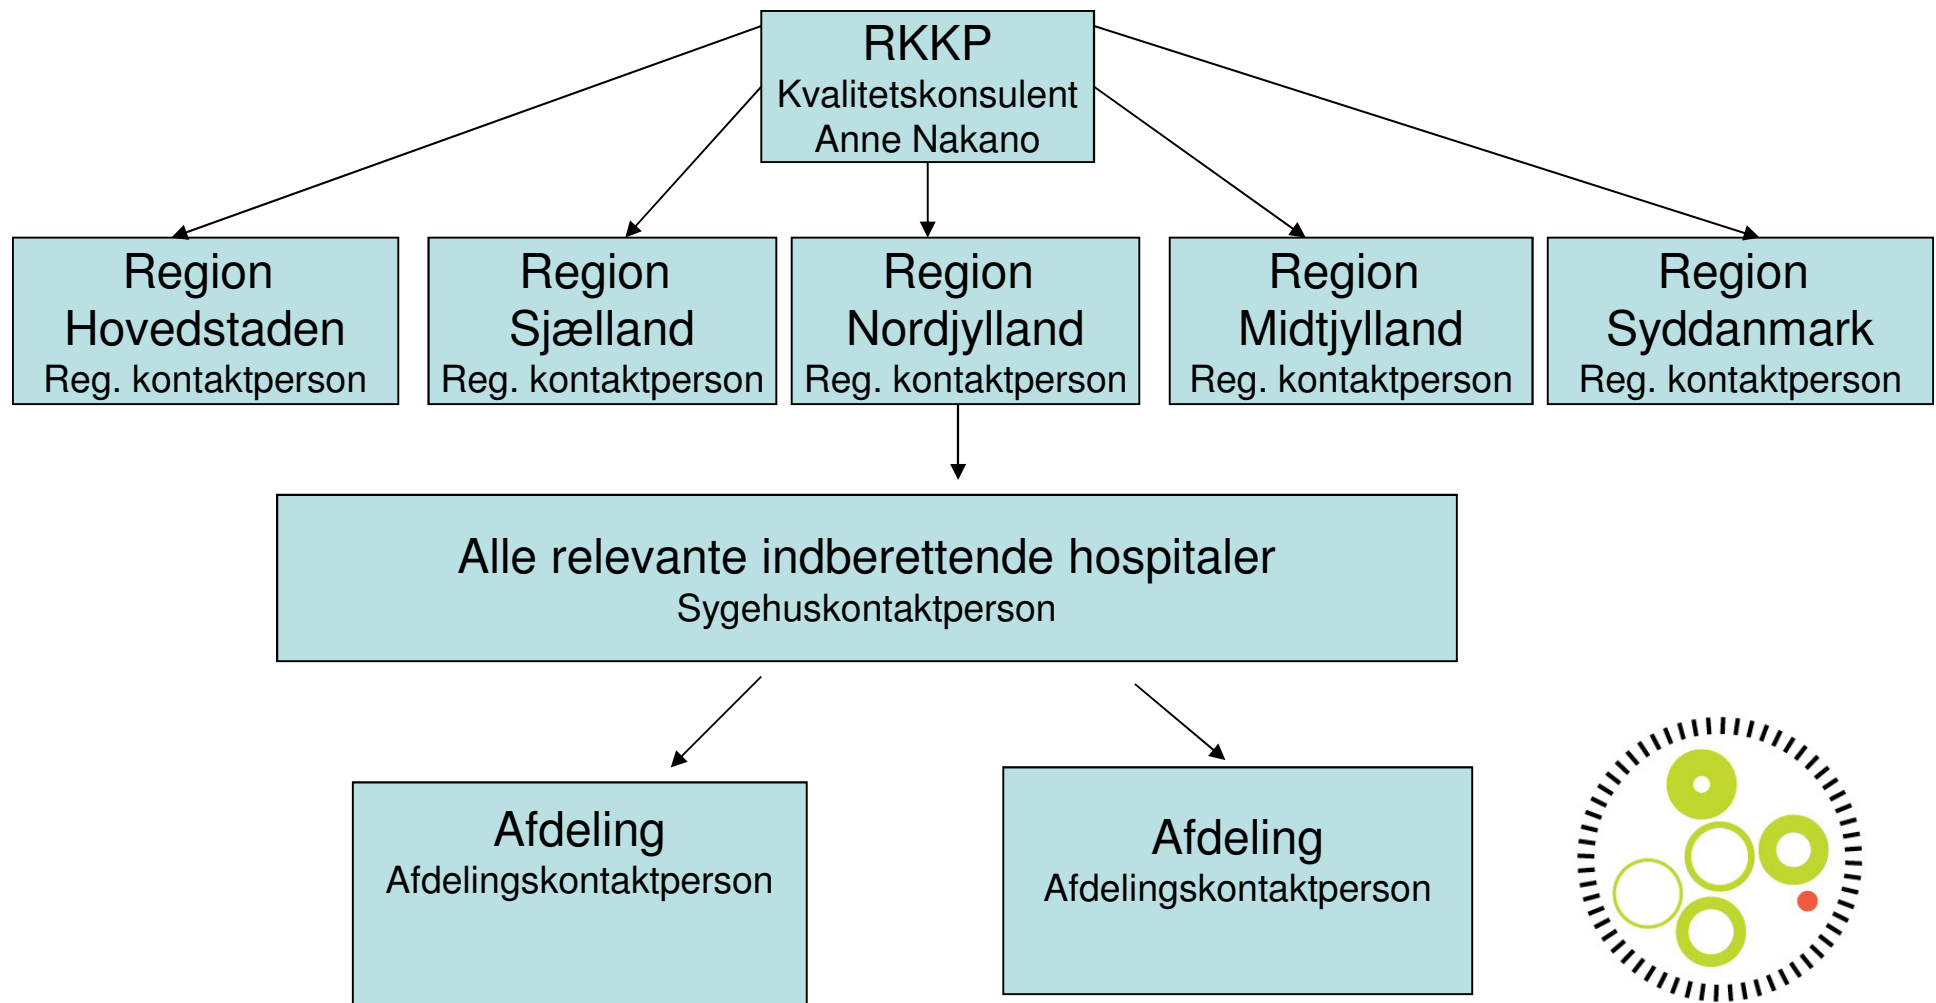 RKKP
Kvalitetskonsulent
Anne Nakano
Region
Hovedstaden
Reg. kontaktperson
Region
Sjælland
Reg. kontaktperson
Region
Nordjylland
Reg. kontaktperson
Region
Midtjylland
Reg. kontaktperson
Region
Syddanmark
Reg. kontaktperson
Alle relevante indberettende hospitaler
Sygehuskontaktperson
Afdeling
Afdelingskontaktperson
Afdeling
Afdelingskontaktperson